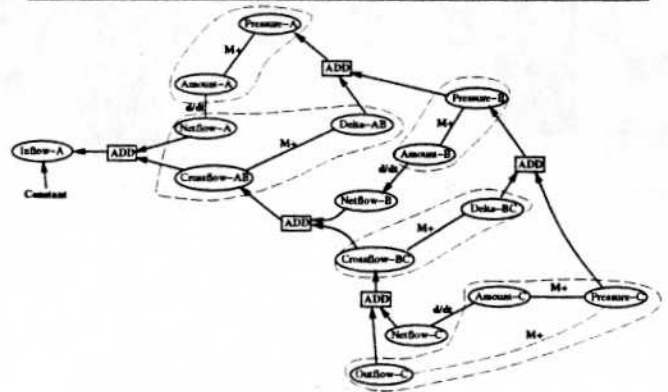 Pressure-A
M+
ADD
Amount-A
Pressure-B
d/dt
Netflow-A
Delta-AB
M+
M+
Inflow-A
ADD
Amount-B
ADD
d/dt
Crossflow-AB
Constant
Netflow-B
Delta-BC
ADD
M+
Crossflow-BC
ADD
Amount-C
M+
Pressure-C
d/dt
Netflow-C
M+
Outflow-C